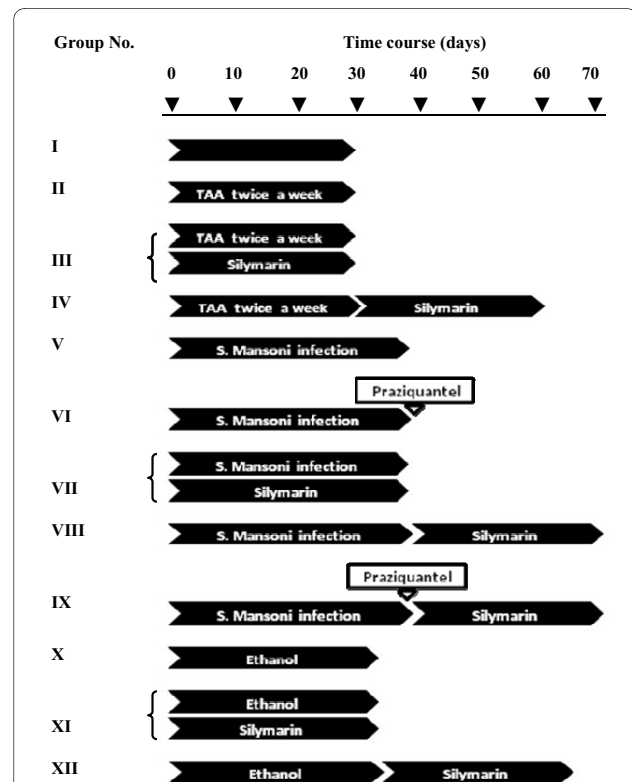 Group No. Time course (days)
0 10 20 30 40 50 60 70
I
II TAA twice a week
TAA twice a week
III Silymarin
IV TAA twice a week Silymarin
V S. Mansoni infection
Praziquantel
VI S. Mansoni infection
S. Mansoni infection
VII Silymarin
VIII S. Mansoni infection Silymarin
Praziquantel
IX S. Mansoni infection Silymarin
X Ethanol
Ethanol
XI Silymarin
XII Ethanol Silymarin